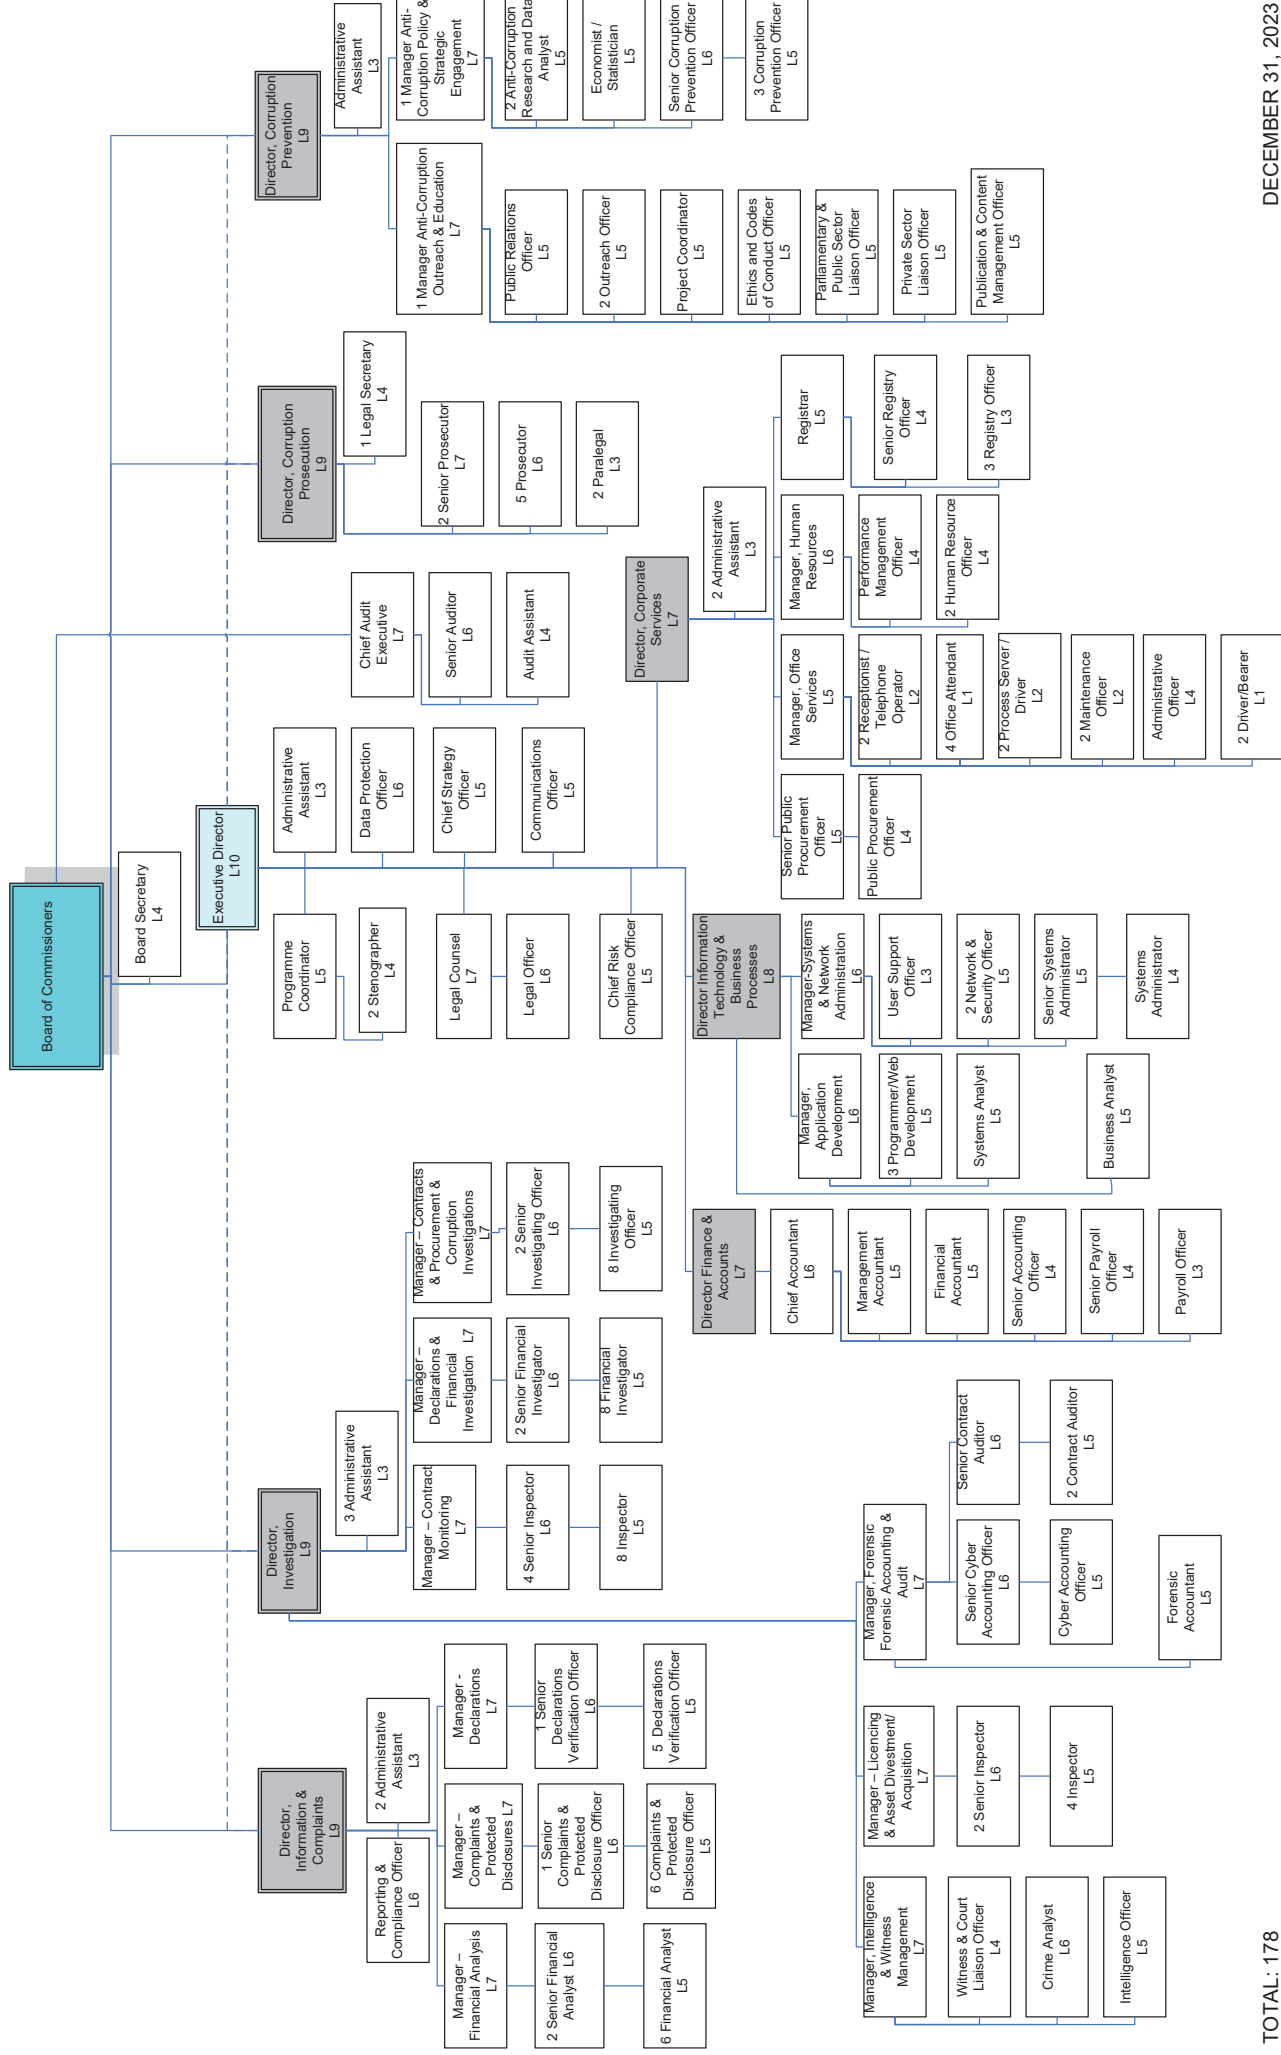 Board of Commissioners
Board Secretary
L4
Executive Director
L10
Director,
Information &
Complaints
L9
Reporting &
Compliance Officer
L6
2 Administrative
Assistant
L3
Manager –
Financial Analysis
L7
2 Senior Financial
Analyst L6
6 Financial Analyst
L5
Manager –
Complaints &
Protected
Disclosures L7
1 Senior
Complaints &
Protected
Disclosure Officer
L6
6 Complaints &
Protected
Disclosure Officer
L5
Manager -
Declarations
L7
1 Senior
Declarations
Verification Officer
L6
5 Declarations
Verification Officer
L5
Director,
Investigation
L9
3 Administrative
Assistant
L3
Manager – Contract
Monitoring
L7
4 Senior Inspector
L6
8 Inspector
L5
Manager –
Declarations &
Financial
Investigation L7
2 Senior Financial
Investigator
L6
8 Financial
Investigator
L5
Manager – Contracts
& Procurement &
Corruption
Investigations
L7
2 Senior
Investigating Officer
L6
8 Investigating
Officer
L5
Manager, Intelligence
& Witness
Management
L7
Witness & Court
Liaison Officer
L4
Crime Analyst
L6
Intelligence Officer
L5
Manager – Licencing
& Asset Divestment/
Acquisition
L7
2 Senior Inspector
L6
4 Inspector
L5
Manager, Forensic
Forensic Accounting &
Audit
L7
Senior Cyber
Accounting Officer
L6
Cyber Accounting
Officer
L5
Senior Contract
Auditor
L6
2 Contract Auditor
L5
Forensic
Accountant
L5
Programme
Coordinator
L5
2 Stenographer
L4
Administrative
Assistant
L3
Data Protection
Officer
L6
Legal Counsel
L7
Legal Officer
L6
Chief Strategy
Officer
L5
Communications
Officer
L5
Chief Risk
Compliance Officer
L5
Chief Audit
Executive
L7
Senior Auditor
L6
Audit Assistant
L4
Director Finance &
Accounts
L7
Chief Accountant
L6
Management
Accountant
L5
Financial
Accountant
L5
Senior Accounting
Officer
L4
Senior Payroll
Officer
L4
Payroll Officer
L3
Director Information
Technology &
Business
Processes
L8
Manager,
Application
Development
L6
3 Programmer/Web
Development
L5
Systems Analyst
L5
Business Analyst
L5
Manager-Systems
& Network
Administration
L6
User Support
Officer
L3
2 Network &
Security Officer
L5
Senior Systems
Administrator
L5
Systems
Administrator
L4
Director, Corporate
Services
L7
2 Administrative
Assistant
L3
Senior Public
Procurement
Officer
L5
Public Procurement
Officer
L4
Manager, Office
Services
L5
2 Receptionist /
Telephone
Operator
L2
4 Office Attendant
L1
2 Process Server /
Driver
L2
2 Maintenance
Officer
L2
Administrative
Officer
L4
2 Driver/Bearer
L1
Manager, Human
Resources
L6
Performance
Management
Officer
L4
2 Human Resource
Officer
L4
Registrar
L5
Senior Registry
Officer
L4
3 Registry Officer
L3
Director, Corruption
Prosecution
L9
1 Legal Secretary
L4
2 Senior Prosecutor
L7
5 Prosecutor
L6
2 Paralegal
L3
Director, Corruption
Prevention
L9
Administrative
Assistant
L3
1 Manager Anti-Corruption
Outreach & Education
L7
Public Relations
Officer
L5
2 Outreach Officer
L5
Project Coordinator
L5
Ethics and Codes
of Conduct Officer
L5
Parliamentary &
Public Sector
Liaison Officer
L5
Private Sector
Liaison Officer
L5
Publication & Content
Management Officer
L5
1 Manager Anti-
Corruption Policy &
Strategic
Engagement
L7
2 Anti-Corruption
Research and Data
Analyst
L5
Economist /
Statistician
L5
Senior Corruption
Prevention Officer
L6
3 Corruption
Prevention Officer
L5
TOTAL: 178
DECEMBER 31, 2023